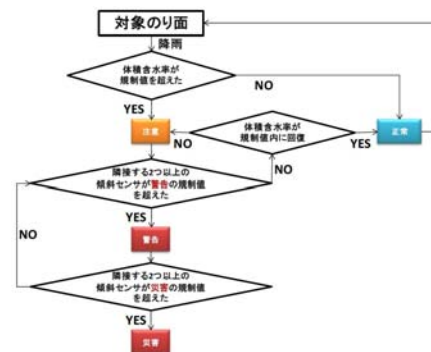 対象のり面
降雨
体積含水率が
規制値を超えた
NO
YES
注意
体積含水率が
規制値内に回復
NO
YES
正常
隣接する2つ以上の
傾斜センサが警告の規制値
を超えた
NO
NO
YES
警告
隣接する2つ以上の
傾斜センサが災害の規制値
を超えた
YES
災害